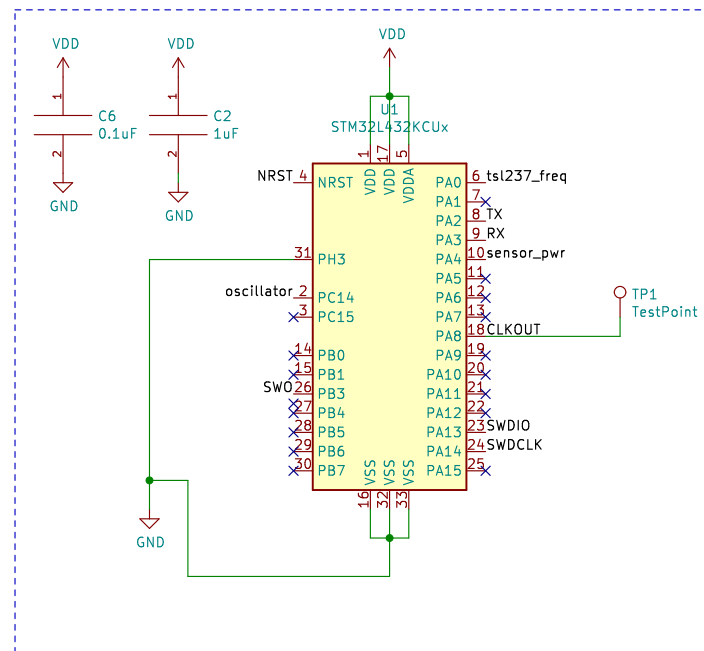 VDD
VDD
VDD
1
C6
0.1uF
2
GND
1
C2
1uF
2
GND
U1
STM32L432KCUx
1
17
5
VDD
VDD
VDDA
NRST 4 NRST
31 PH3
oscillator 2 PC14
3 PC15
14 PB0
15 PB1
SWO 26 PB3
27 PB4
28 PB5
29 PB6
30 PB7
PA0 6 tsl237_freq
PA1 7
PA2 8 TX
PA3 9 RX
PA4 10 sensor_pwr
PA5 11
PA6 12
PA7 13
PA8 18 CLKOUT
PA9 19
PA10 20
PA11 21
PA12 22
PA13 23 SWDIO
PA14 24 SWDCLK
PA15 25
VSS
VSS
VSS
16
32
33
TP1
TestPoint
GND